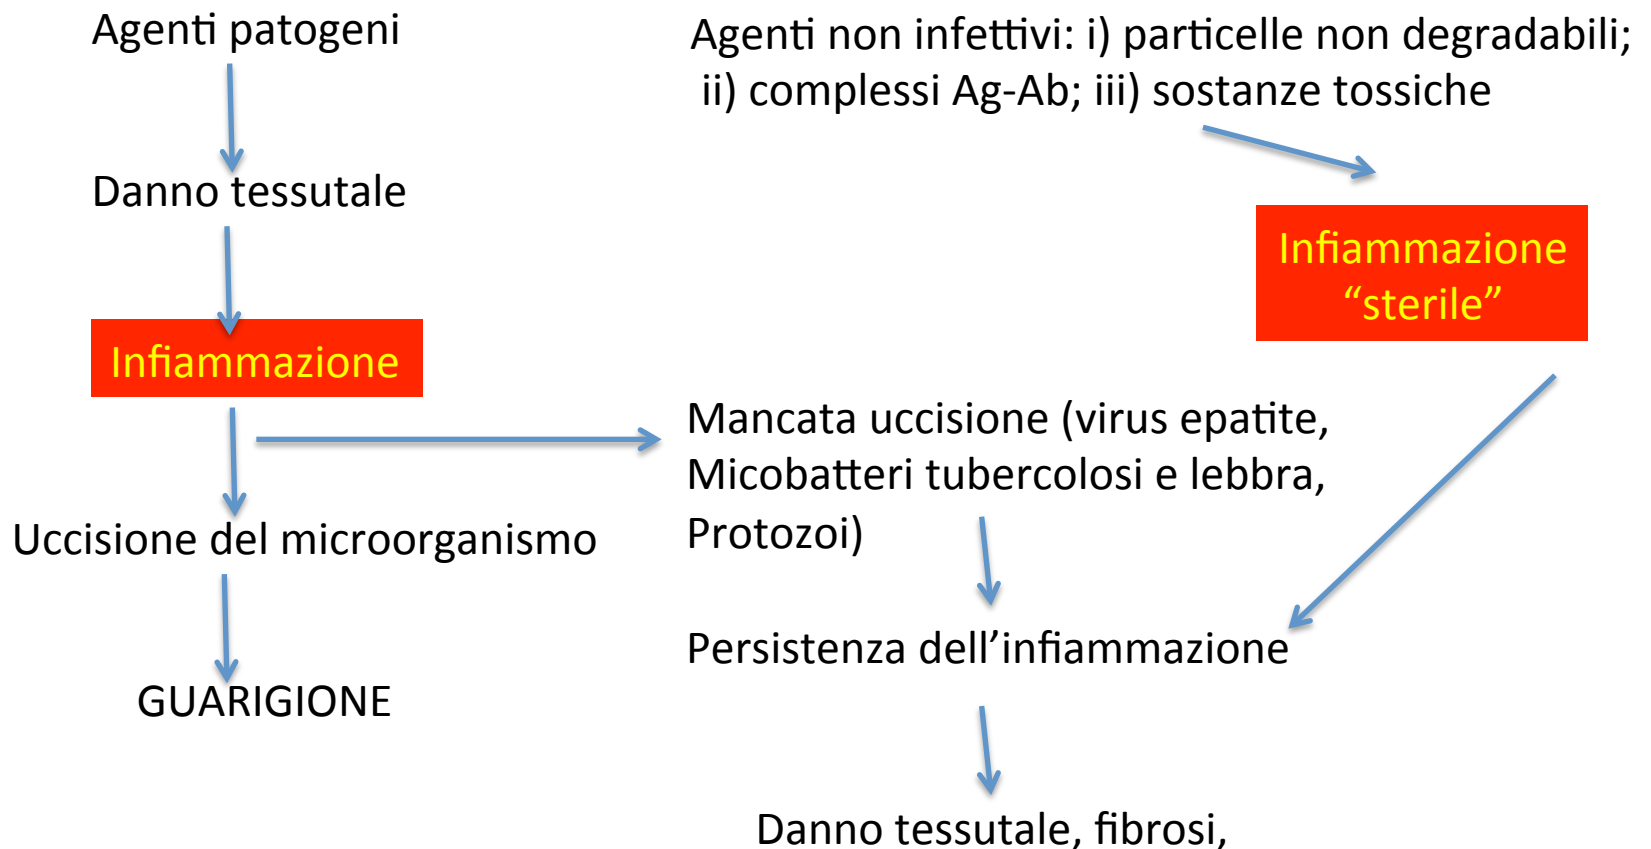 Agenti patogeni
Agenti non infettivi: i) particelle non degradabili;
ii) complessi Ag-Ab; iii) sostanze tossiche
Danno tessutale
Infiammazione
“sterile”
Infiammazione
Mancata uccisione (virus epatite,
Micobatteri tubercolosi e lebbra,
Protozoi)
Uccisione del microorganismo
Persistenza dell’infiammazione
GUARIGIONE
Danno tessutale, fibrosi,